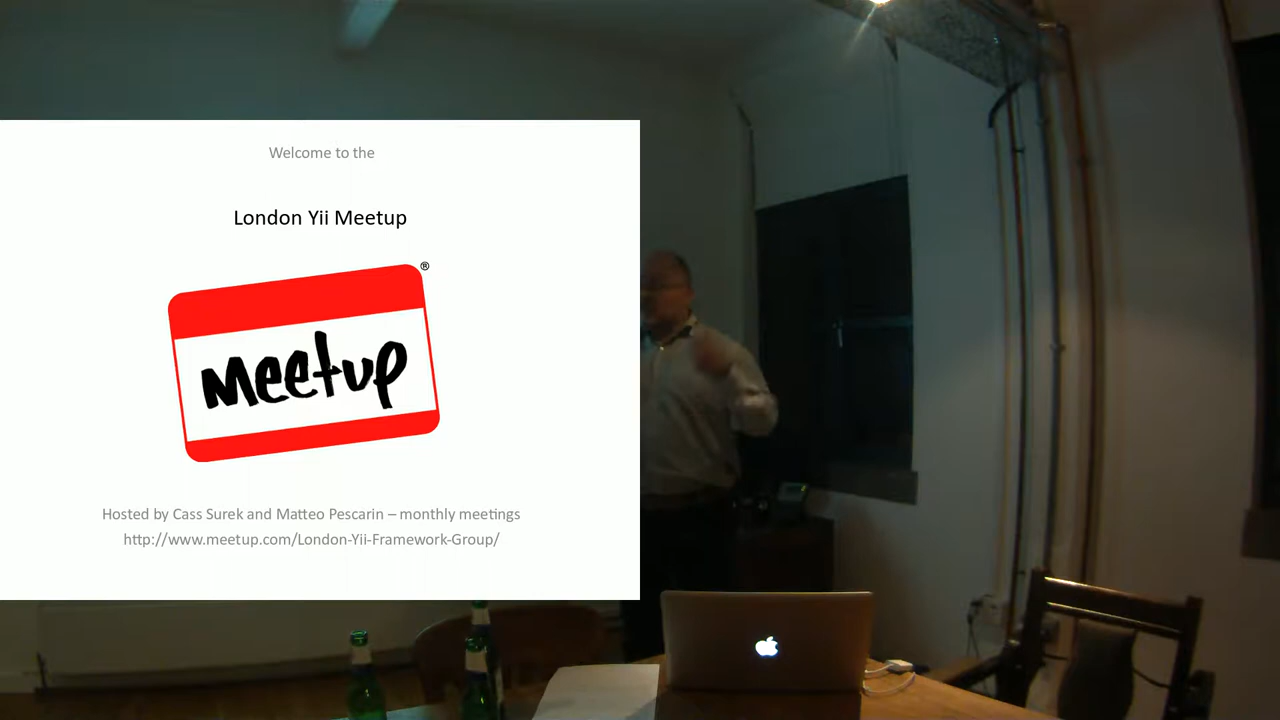 Welcome to the
London Yii Meetup
®
meetup
Hosted by Cass Surek and Matteo Pescarin – monthly meetings
http://www.meetup.com/London-Yii-Framework-Group/